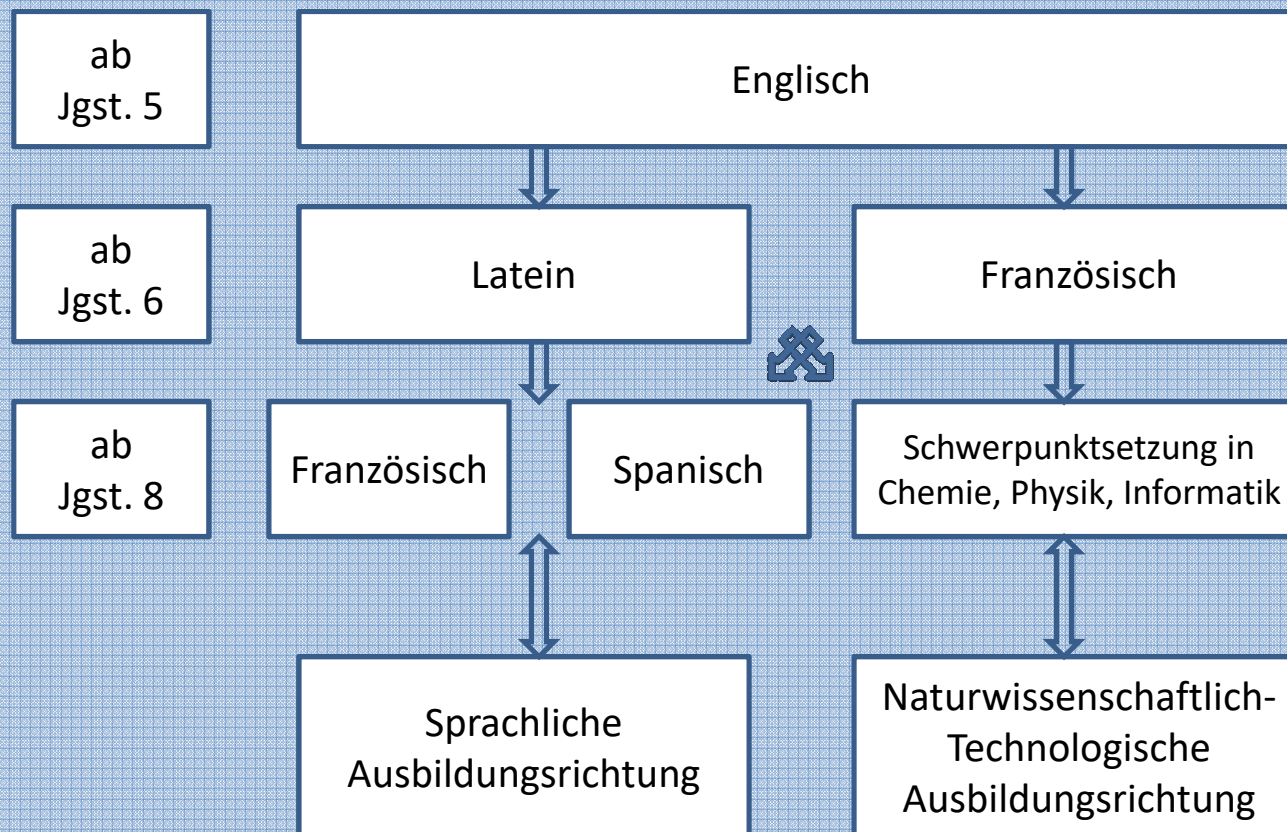 ab
Jgst. 5
Englisch
ab
Jgst. 6
Latein
Französisch
ab
Jgst. 8
Französisch
Spanisch
Schwerpunktsetzung in
Chemie, Physik, Informatik
Sprachliche
Ausbildungsrichtung
Naturwissenschaftlich-
Technologische
Ausbildungsrichtung